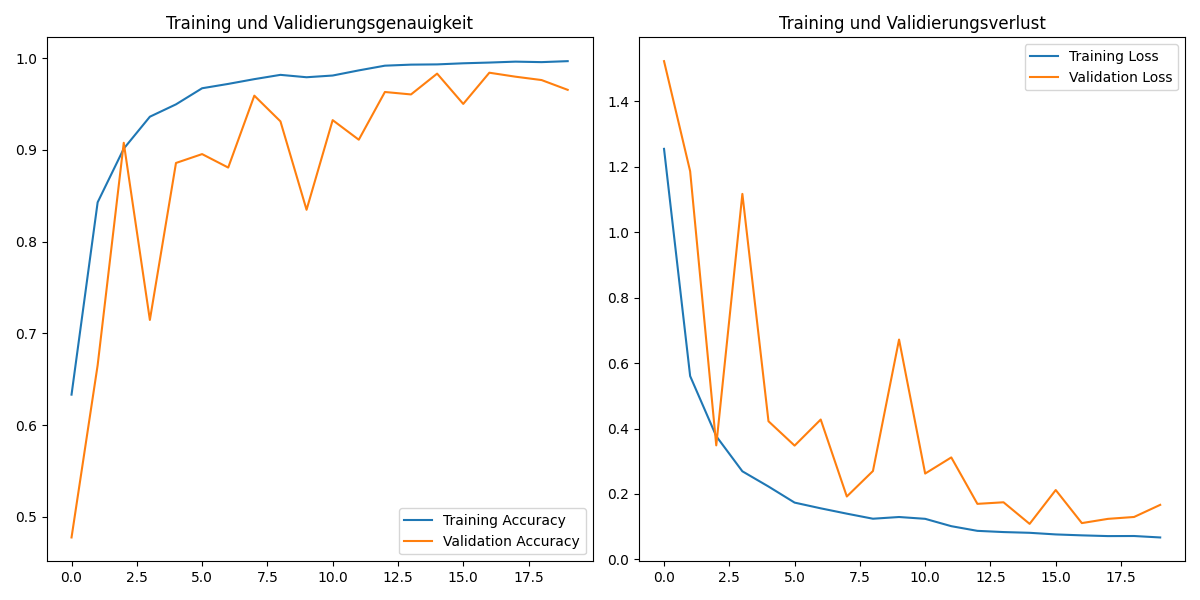 Training und Validierungsgenauigkeit
1.0
0.9
0.8
0.7
0.6
0.5
Training Accuracy
Validation Accuracy
0.0 2.5 5.0 7.5 10.0 12.5 15.0 17.5
Training und Validierungsverlust
Training Loss
Validation Loss
1.4
1.2
1.0
0.8
0.6
0.4
0.2
0.0
0.0 2.5 5.0 7.5 10.0 12.5 15.0 17.5